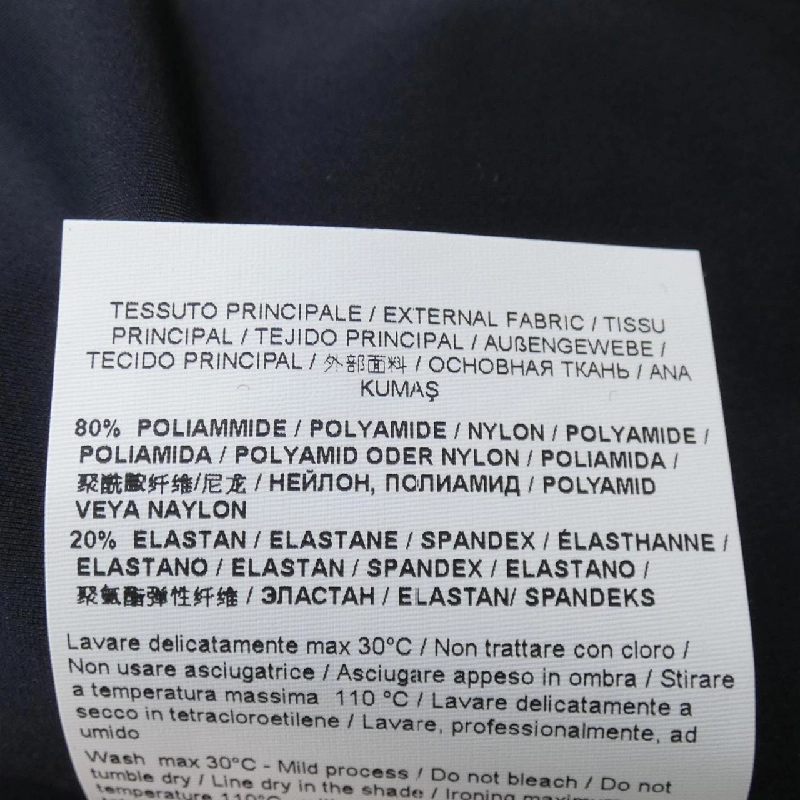 TESSUTO PRINCIPALE / EXTERNAL FABRIC / TISSU
PRINCIPAL / TEJIDO PRINCIPAL / AUßENGEWEBE /
TECIDO PRINCIPAL / 外部面料 / ОСНОВНАЯ ТКАНЬ / ANA
KUMAŞ
80% POLIAMMIDE / POLYAMIDE / NYLON / POLYAMIDE /
POLIAMIDA / POLYAMID ODER NYLON / POLIAMIDA /
聚酰胺纤维/尼龙 / НЕЙЛОН, ПОЛИАМИД / POLYAMID
VEYA NAYLON
20% ELASTAN / ELASTANE / SPANDEX / ÉLASTHANNE /
ELASTANO / ELASTAN / SPANDEX / ELASTANO /
聚氨酯弹性纤维 / ЭЛАСТАН / ELASTAN/ SPANDEKS
Lavare delicatamente max 30°C / Non trattare con cloro /
Non usare asciugatrice / Asciugare appeso in ombra / Stirare
a temperatura massima 110 °C / Lavare delicatamente a
secco in tetracloroetilene / Lavare, professionalmente, ad
umido
Wash max 30°C - Mild process / Do not bleach / Do not
tumble dry / Line dry in the shade / Ironing maximum
temperature 110°C